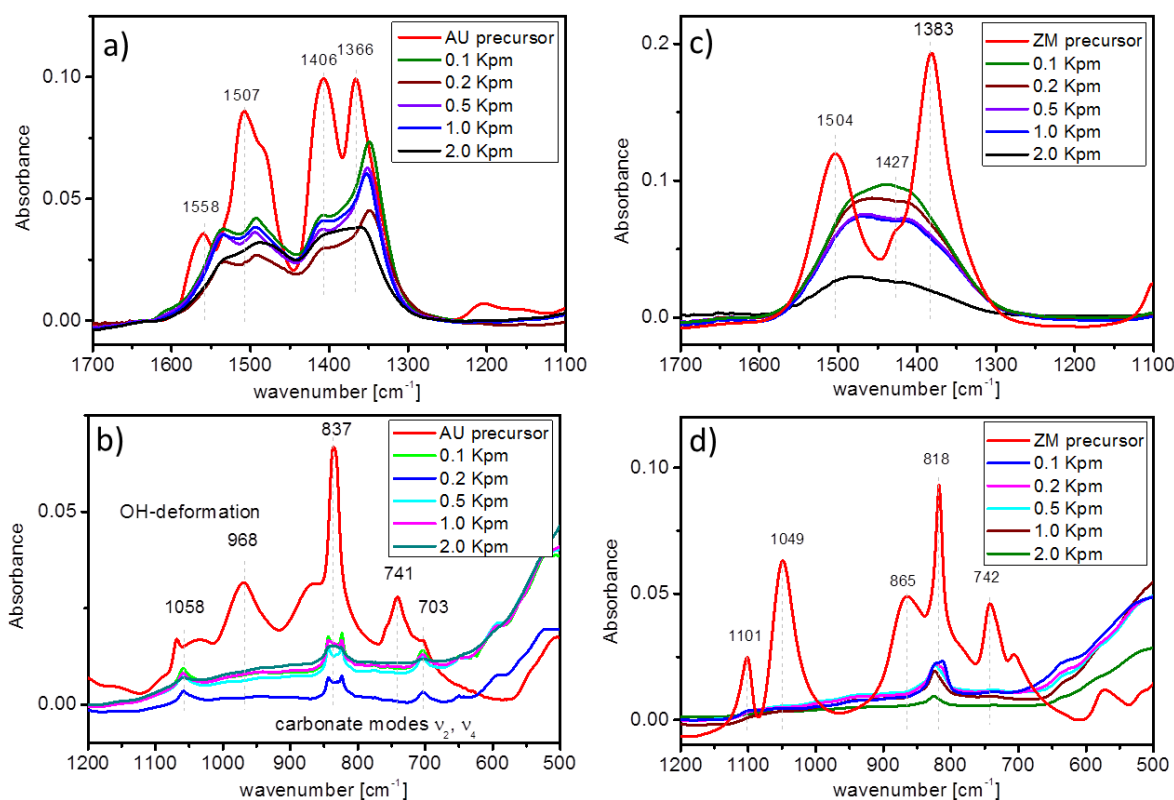 a)
1507
1406
1366
1558
AU precursor
0.1 Kpm
0.2 Kpm
0.5 Kpm
1.0 Kpm
2.0 Kpm
Absorbance
0.10
0.05
0.00
1700 1600 1500 1400 1300 1200 1100
wavenumber [cm⁻¹]
c)
1383
1504
1427
ZM precursor
0.1 Kpm
0.2 Kpm
0.5 Kpm
1.0 Kpm
2.0 Kpm
Absorbance
0.2
0.1
0.0
1700 1600 1500 1400 1300 1200 1100
wavenumber [cm⁻¹]
b)
837
OH-deformation
968
1058
741
703
AU precursor
0.1 Kpm
0.2 Kpm
0.5 Kpm
1.0 Kpm
2.0 Kpm
carbonate modes ν₂, ν₄
Absorbance
0.05
0.00
1200 1100 1000 900 800 700 600 500
wavenumber [cm⁻¹]
d)
818
1049
865
742
1101
ZM precursor
0.1 Kpm
0.2 Kpm
0.5 Kpm
1.0 Kpm
2.0 Kpm
Absorbance
0.10
0.05
0.00
1200 1100 1000 900 800 700 600 500
wavenumber [cm⁻¹]